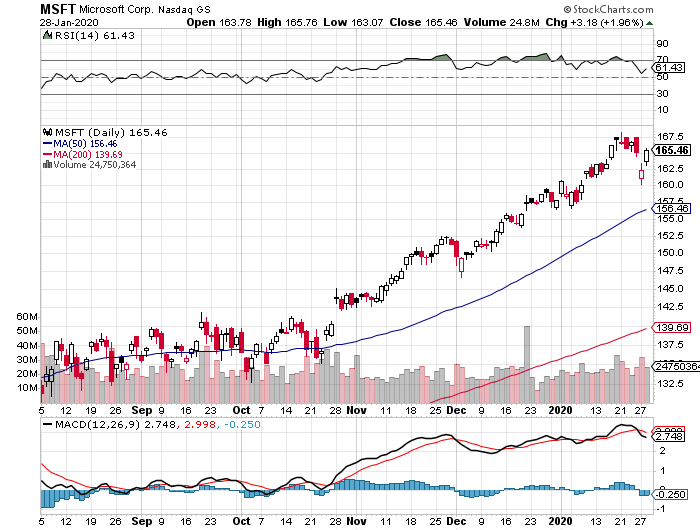 MSFT Microsoft Corp. Nasdaq GS © StockCharts.com
28-Jan-2020 Open 163.78 High 165.76 Low 163.07 Close 165.46 Volume 24.8M Chg +3.18 (+1.96%)
RSI(14) 61.43
90
70
61.43
50
30
10
MSFT (Daily) 165.46
MA(50) 156.46
MA(200) 139.69
Volume 24,750,364
167.5
165.46
162.5
160.0
157.5
156.46
155.0
152.5
150.0
147.5
145.0
142.5
139.69
137.5
135.0
132.5
24750364
60M
50M
40M
30M
20M
10M
5 12 19 26 Sep 9 16 23 Oct 7 14 21 28 Nov 11 18 25 Dec 9 16 23 2020 13 21 27
MACD(12,26,9) 2.748, 2.998, -0.250
2.748
2
1
-0.250
-1
5 12 19 26 Sep 9 16 23 Oct 7 14 21 28 Nov 11 18 25 Dec 9 16 23 2020 13 21 27